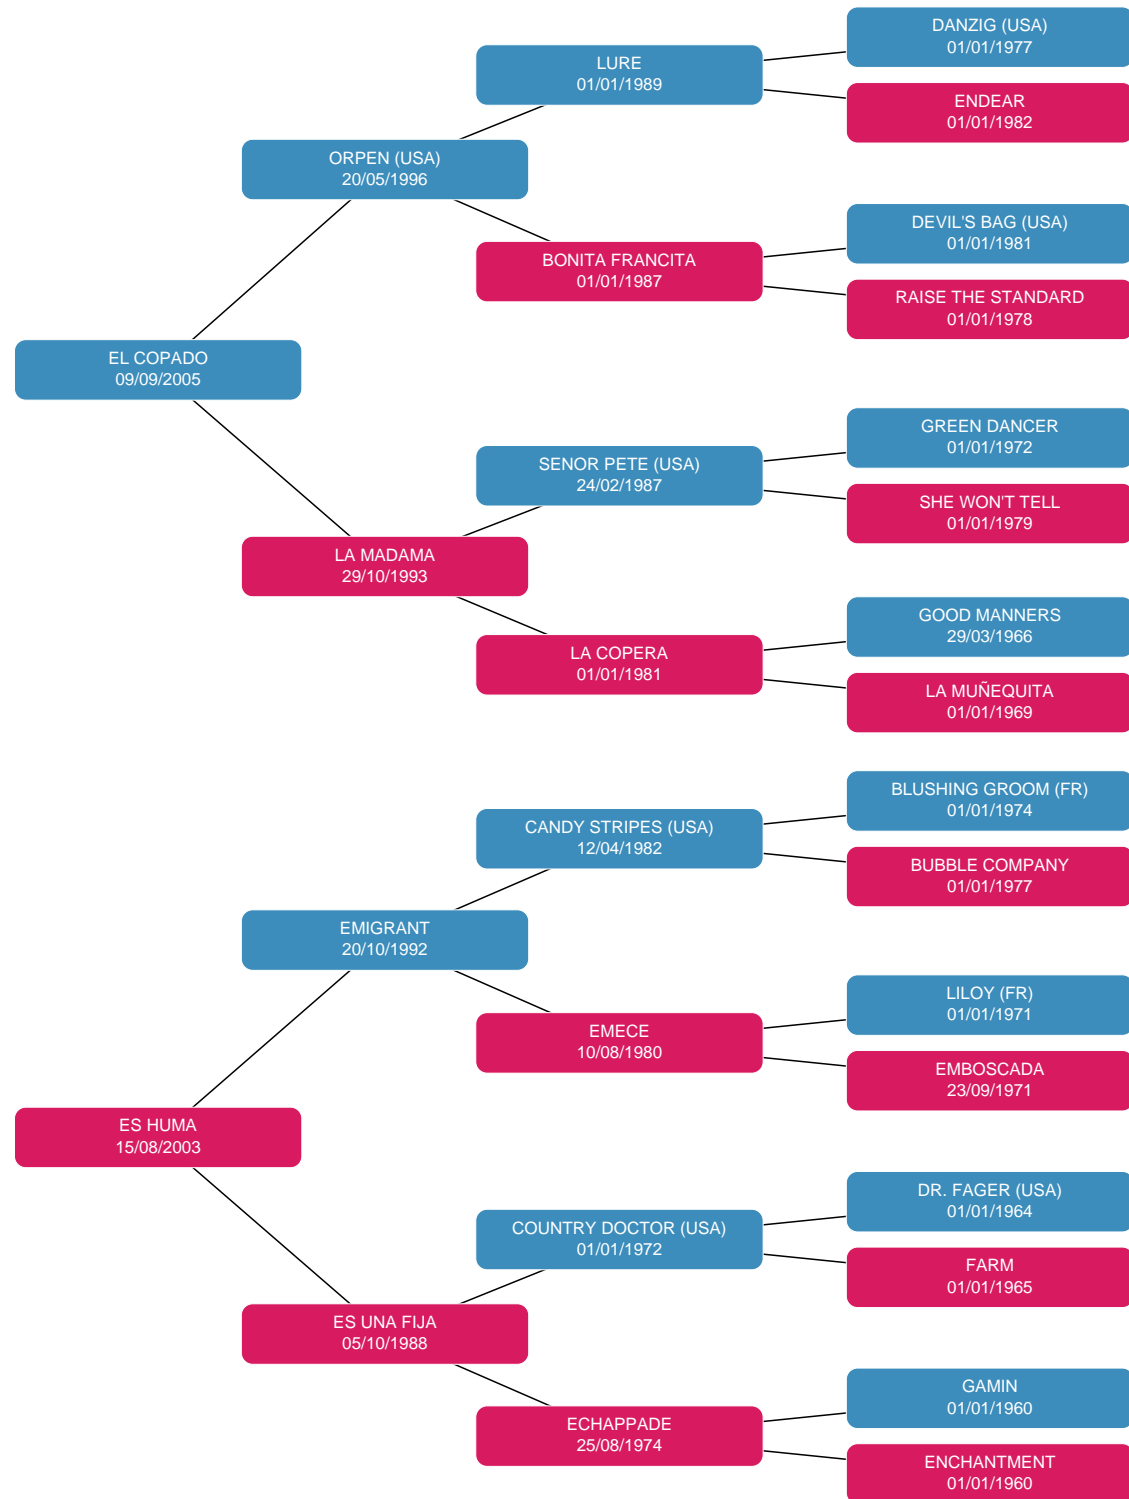 DANZIG (USA)
01/01/1977
LURE
01/01/1989
ENDEAR
01/01/1982
ORPEN (USA)
20/05/1996
DEVIL'S BAG (USA)
01/01/1981
BONITA FRANCITA
01/01/1987
RAISE THE STANDARD
01/01/1978
EL COPADO
09/09/2005
GREEN DANCER
01/01/1972
SENOR PETE (USA)
24/02/1987
SHE WON'T TELL
01/01/1979
LA MADAMA
29/10/1993
GOOD MANNERS
29/03/1966
LA COPERA
01/01/1981
LA MUÑEQUITA
01/01/1969
BLUSHING GROOM (FR)
01/01/1974
CANDY STRIPES (USA)
12/04/1982
BUBBLE COMPANY
01/01/1977
EMIGRANT
20/10/1992
LILOY (FR)
01/01/1971
EMECE
10/08/1980
EMBOSCADA
23/09/1971
ES HUMA
15/08/2003
DR. FAGER (USA)
01/01/1964
COUNTRY DOCTOR (USA)
01/01/1972
FARM
01/01/1965
ES UNA FIJA
05/10/1988
GAMIN
01/01/1960
ECHAPPADE
25/08/1974
ENCHANTMENT
01/01/1960